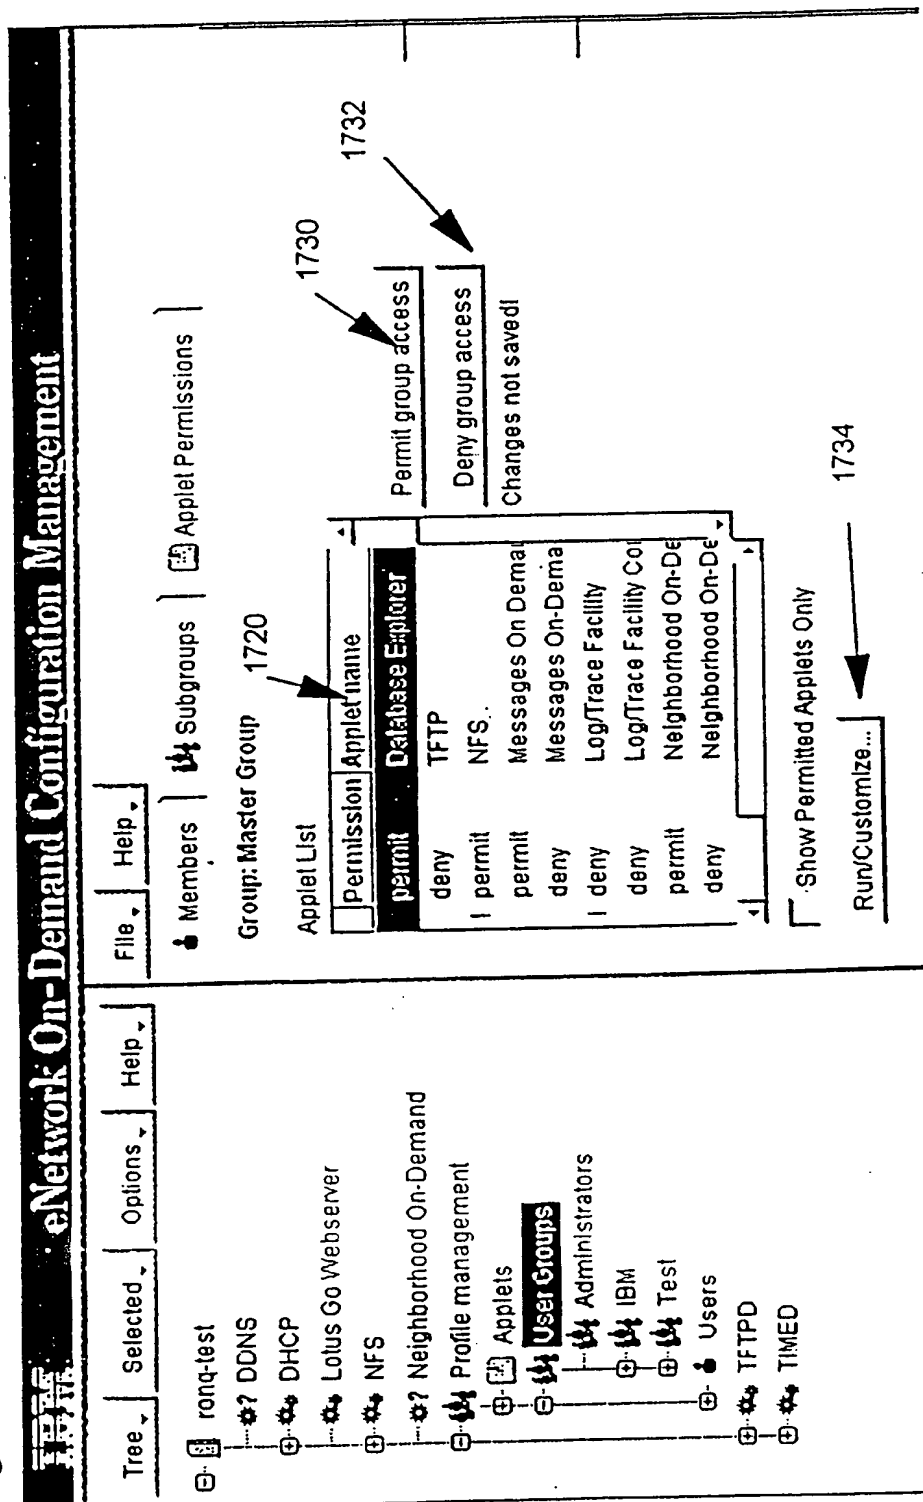 IBM eNetwork On-Demand Configuration Management
Tree Selected Options Help
ronq-test
? DDNS
DHCP
Lotus Go Webserver
NFS
? Neighborhood On-Demand
Profile management
Applets
User Groups
Administrators
IBM
Test
Users
TFTPD
TIMED
File Help
Members Subgroups Applet Permissions
Group: Master Group
1720
Applet List
Permission Applet name
permit Database Explorer
deny TFTP
permit NFS..
permit Messages On Deman
deny Messages On-Dema
deny Log/Trace Facility
deny Log/Trace Facility Cor
permit Neighborhood On-De
deny Neighborhood On-De
1730
Permit group access
1732
Deny group access
Changes not saved!
Show Permitted Applets Only
Run/Customize...
1734